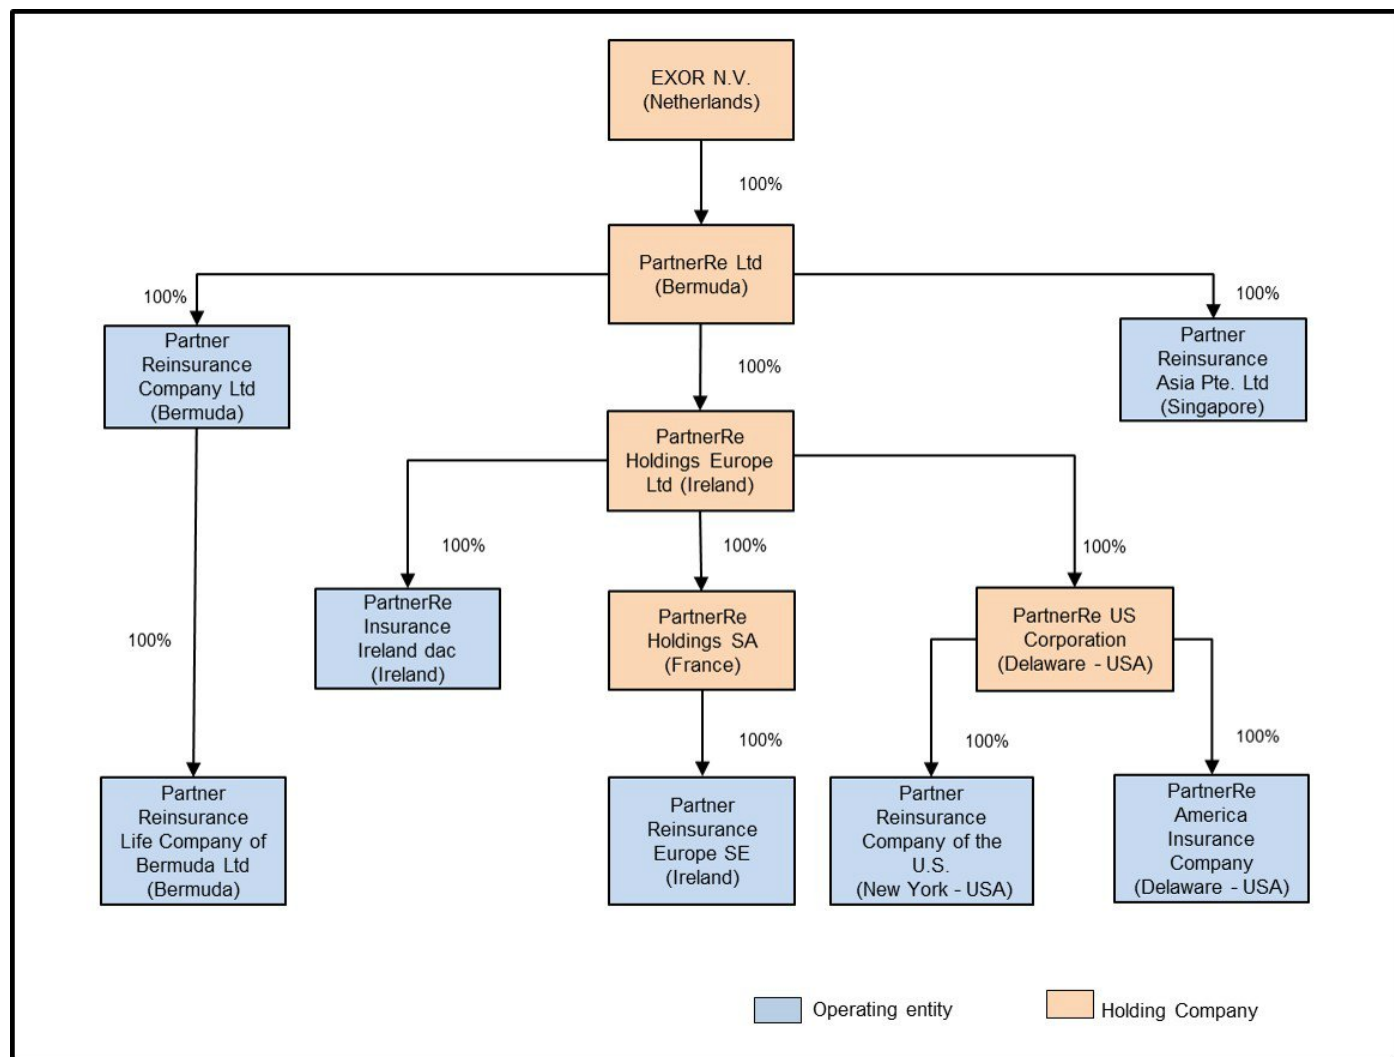 EXOR N.V.
(Netherlands)
100%
PartnerRe Ltd
(Bermuda)
100%
100%
100%
Partner
Reinsurance
Company Ltd
(Bermuda)
Partner
Reinsurance
Asia Pte. Ltd
(Singapore)
PartnerRe
Holdings Europe
Ltd (Ireland)
100%
100%
100%
100%
PartnerRe
Insurance
Ireland dac
(Ireland)
PartnerRe
Holdings SA
(France)
PartnerRe US
Corporation
(Delaware - USA)
100%
100%
100%
Partner
Reinsurance
Life Company of
Bermuda Ltd
(Bermuda)
Partner
Reinsurance
Europe SE
(Ireland)
Partner
Reinsurance
Company of the
U.S.
(New York - USA)
PartnerRe
America
Insurance
Company
(Delaware - USA)
Operating entity
Holding Company